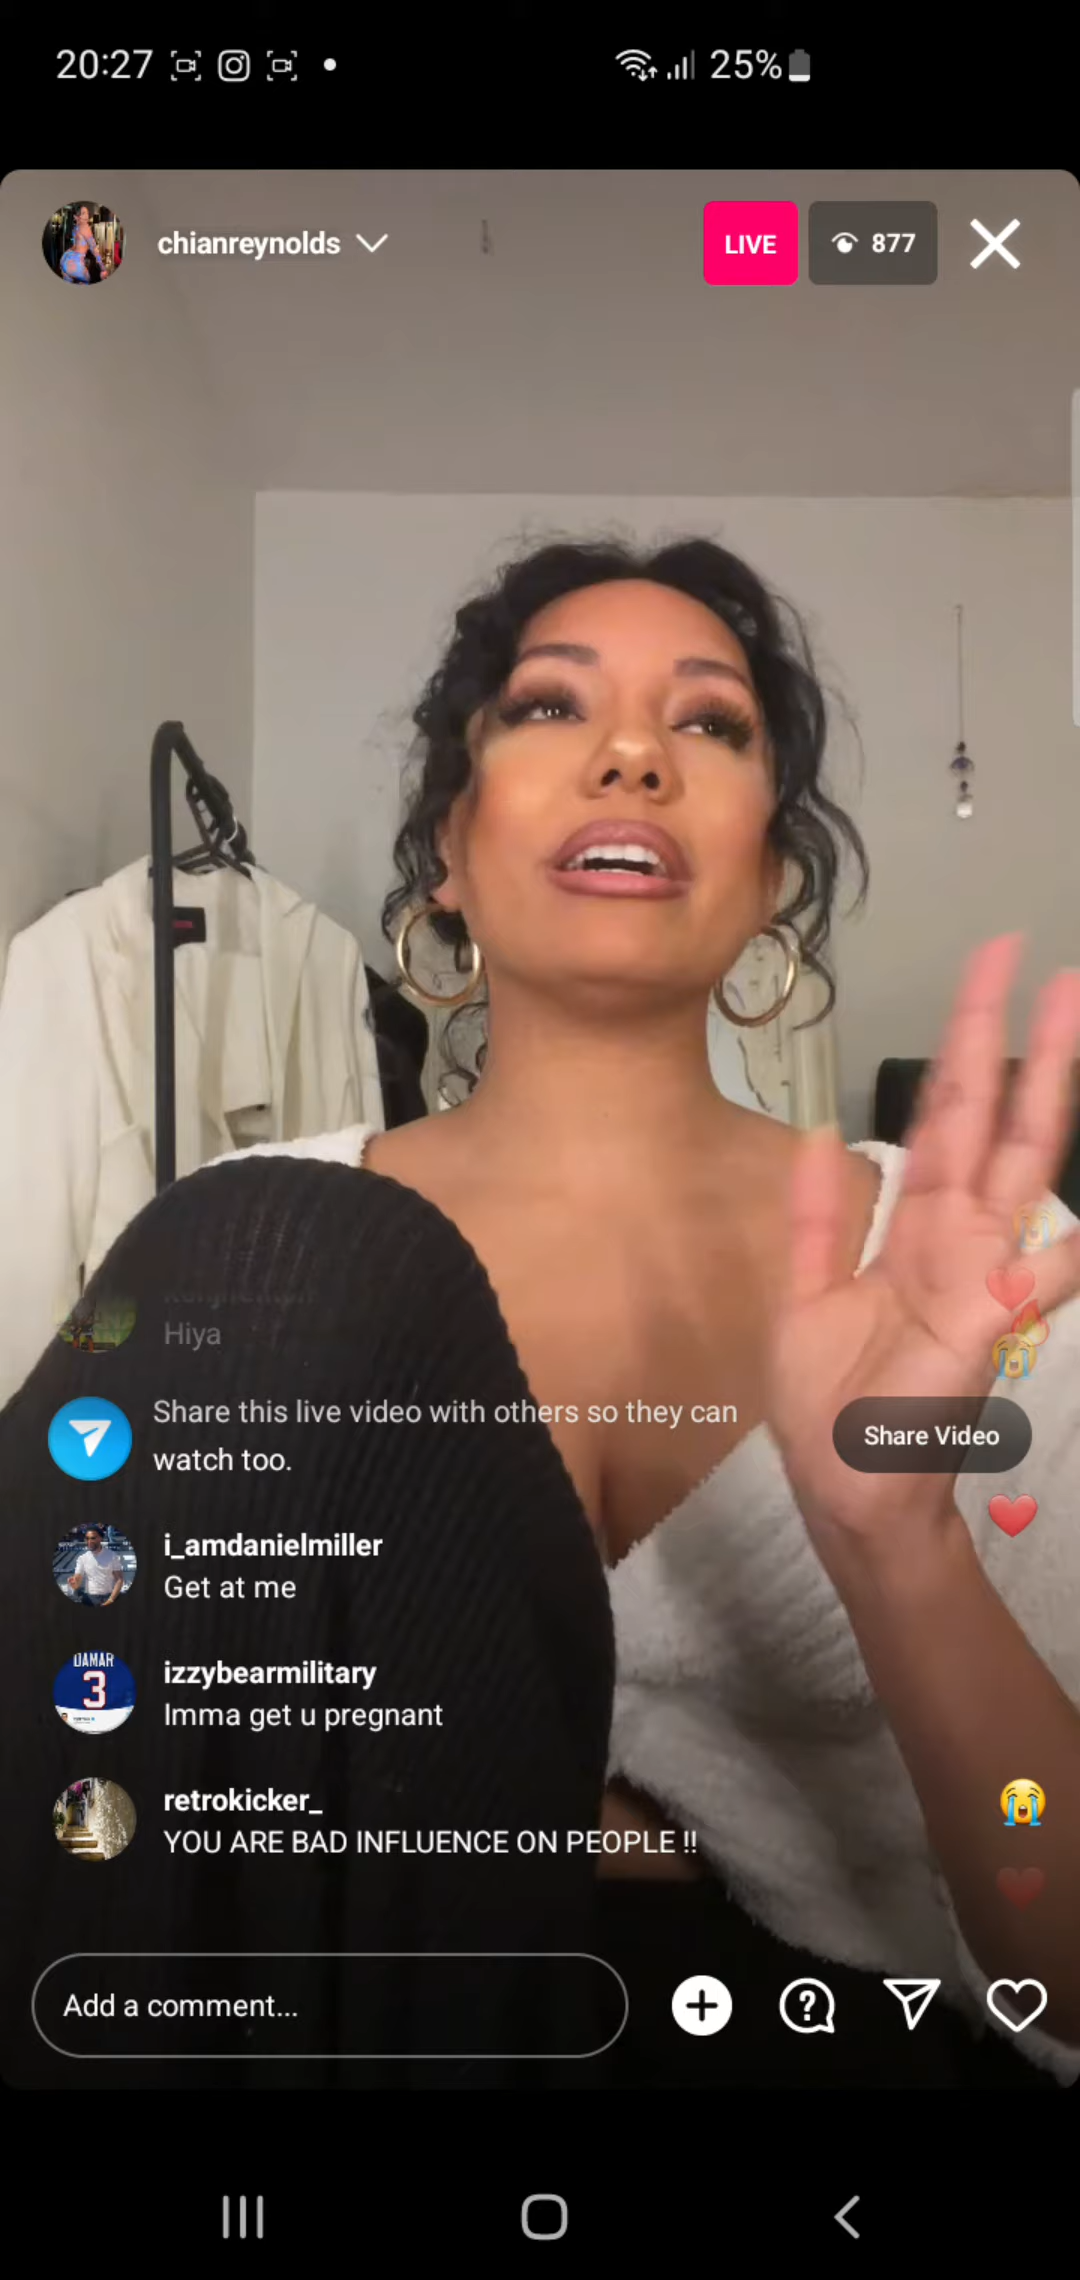 20:27
25%
chianreynolds
LIVE
877
Hiya
Share this live video with others so they can
watch too.
Share Video
i_amdanielmiller
Get at me
DAMAR
3
izzybearmilitary
Imma get u pregnant
retrokicker_
YOU ARE BAD INFLUENCE ON PEOPLE !!
Add a comment...